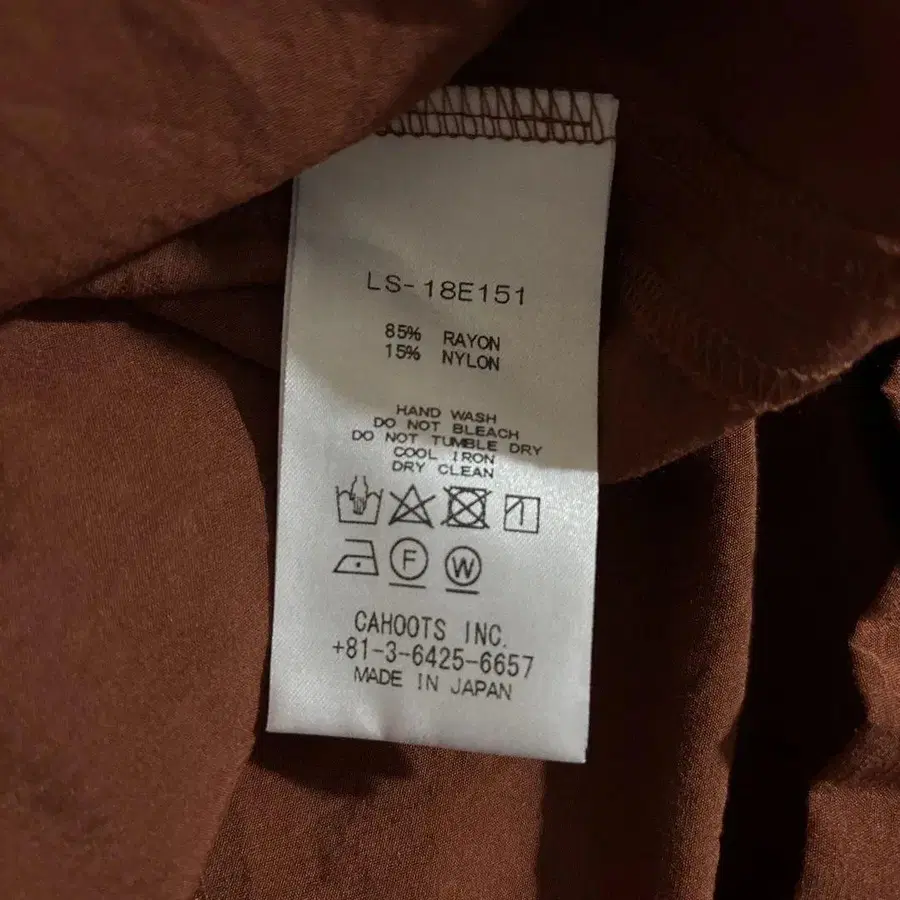 LS-18E151
85% RAYON
15% NYLON
HAND WASH
DO NOT BLEACH
DO NOT TUMBLE DRY
COOL IRON
DRY CLEAN
F W
CAHOOTS INC.
+81-3-6425-6657
MADE IN JAPAN